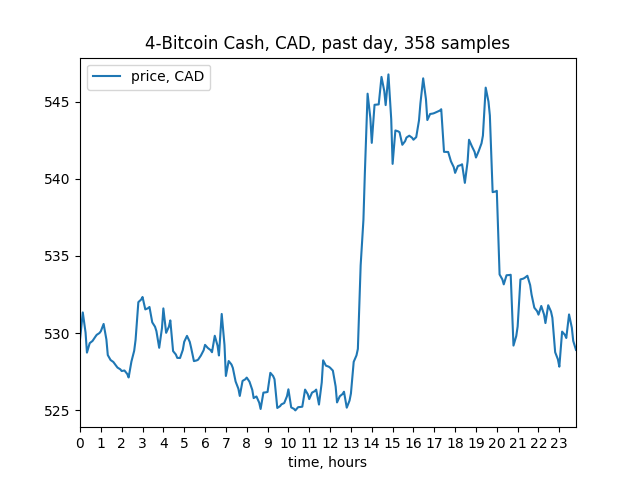 4-Bitcoin Cash, CAD, past day, 358 samples
price, CAD
545
540
535
530
525
0 1 2 3 4 5 6 7 8 9 10 11 12 13 14 15 16 17 18 19 20 21 22 23
time, hours